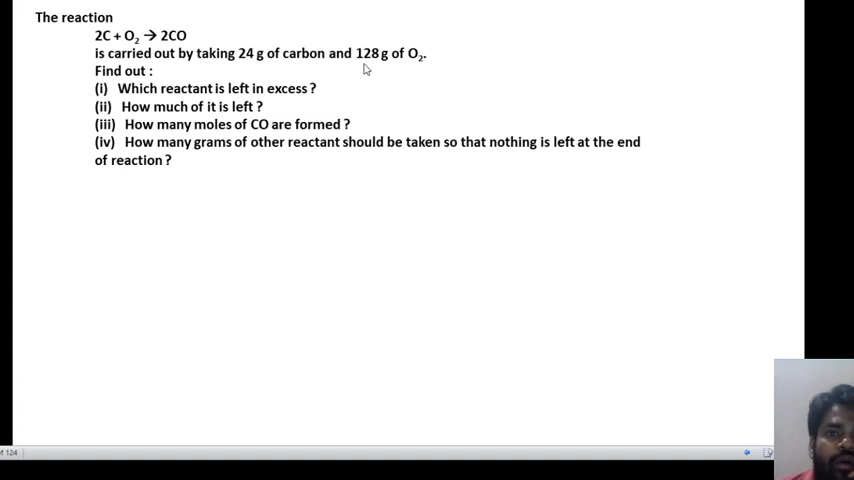 The reaction
2C + O₂ → 2CO
is carried out by taking 24 g of carbon and 128 g of O₂.
Find out :
(i) Which reactant is left in excess ?
(ii) How much of it is left ?
(iii) How many moles of CO are formed ?
(iv) How many grams of other reactant should be taken so that nothing is left at the end
of reaction ?
of 124